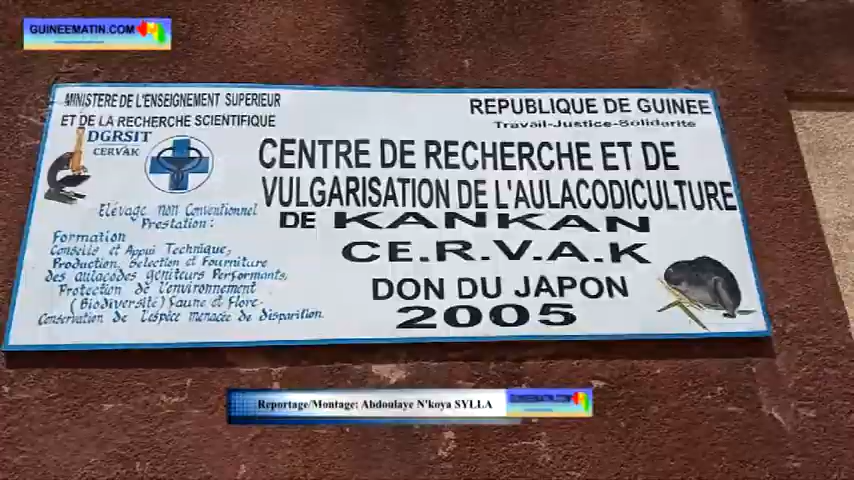 GUINEEMATIN.COM
MINISTERE DE L'ENSEIGNEMENT SUPERIEUR
ET DE LA RECHERCHE SCIENTIFIQUE
DGRSIT
CERVAK
REPUBLIQUE DE GUINEE
Travail-Justice-Solidarite
CENTRE DE RECHERCHE ET DE
VULGARISATION DE L'AULACODICULTURE
DE KANKAN
CE.R.V.A.K
DON DU JAPON
2005
Elévage non Conventionnel
Prestation:
Formation
Conseils et Appui Technique,
Production, Sélection et Fourniture
des aulacodes géniteurs Performants,
Protection de l'environnement
(Biodiversité) Faune et Flore.
Conservation de l'espèce menacée de disparition.
Reportage/Montage: Abdoulaye N'koya SYLLA
GUINEEMATIN.COM